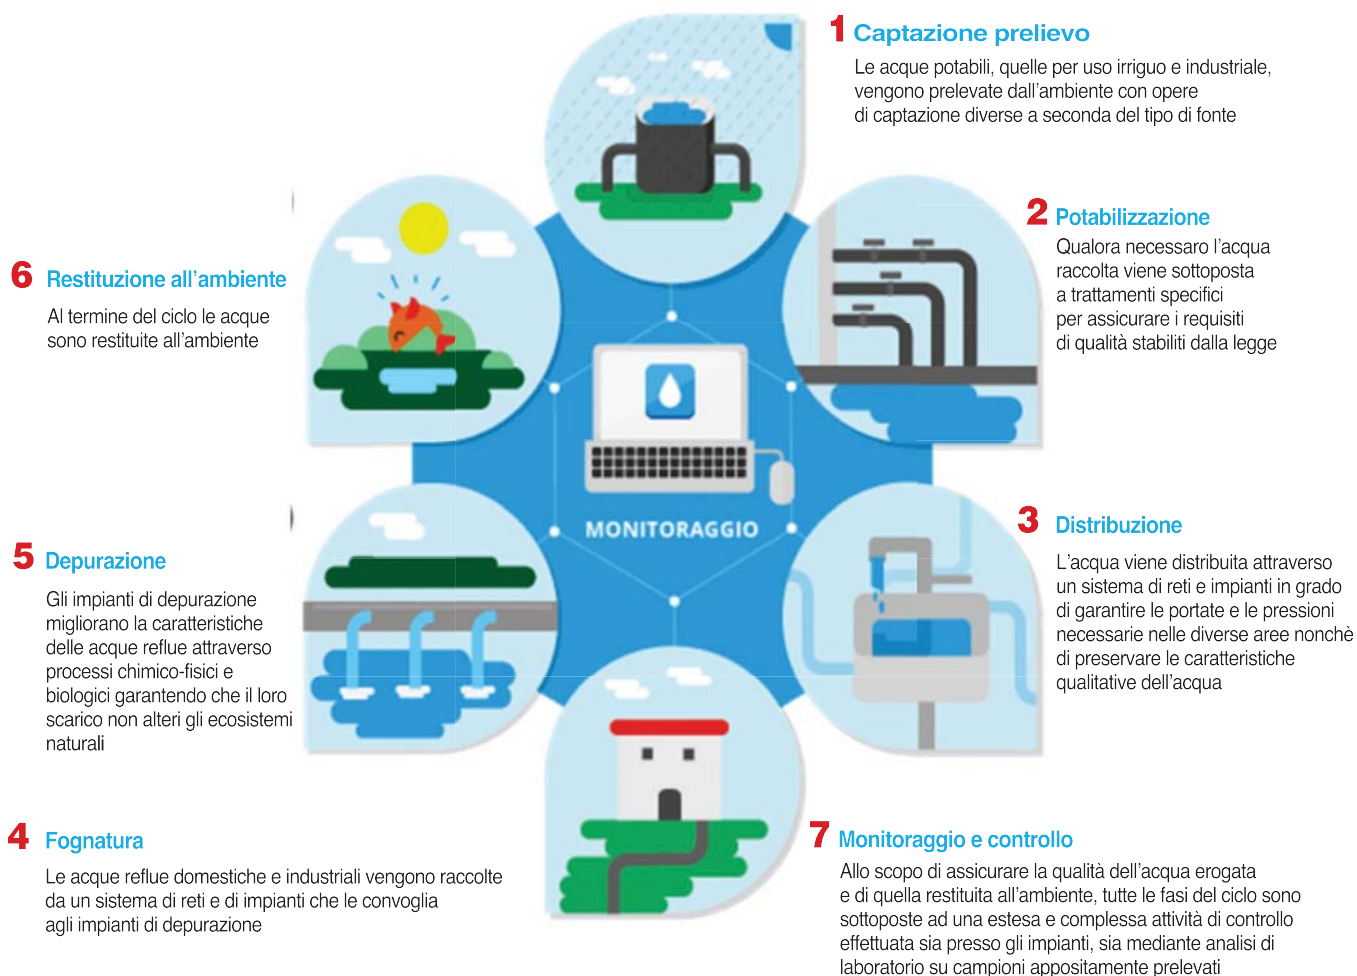 1 Captazione prelievo
Le acque potabili, quelle per uso irriguo e industriale,
vengono prelevate dall'ambiente con opere
di captazione diverse a seconda del tipo di fonte
2 Potabilizzazione
Qualora necessaro l'acqua
raccolta viene sottoposta
a trattamenti specifici
per assicurare i requisiti
di qualità stabiliti dalla legge
3 Distribuzione
L'acqua viene distribuita attraverso
un sistema di reti e impianti in grado
di garantire le portate e le pressioni
necessarie nelle diverse aree nonchè
di preservare le caratteristiche
qualitative dell'acqua
4 Fognatura
Le acque reflue domestiche e industriali vengono raccolte
da un sistema di reti e di impianti che le convoglia
agli impianti di depurazione
5 Depurazione
Gli impianti di depurazione
migliorano la caratteristiche
delle acque reflue attraverso
processi chimico-fisici e
biologici garantendo che il loro
scarico non alteri gli ecosistemi
naturali
6 Restituzione all'ambiente
Al termine del ciclo le acque
sono restituite all'ambiente
MONITORAGGIO
7 Monitoraggio e controllo
Allo scopo di assicurare la qualità dell'acqua erogata
e di quella restituita all'ambiente, tutte le fasi del ciclo sono
sottoposte ad una estesa e complessa attività di controllo
effettuata sia presso gli impianti, sia mediante analisi di
laboratorio su campioni appositamente prelevati